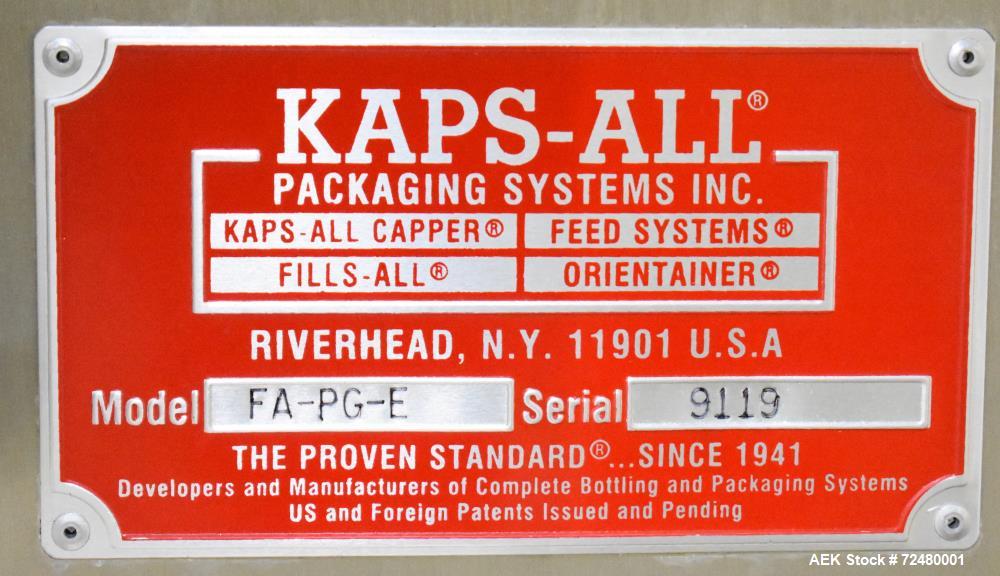 KAPS-ALL®
PACKAGING SYSTEMS INC.
KAPS-ALL CAPPER® FEED SYSTEMS®
FILLS-ALL® ORIENTAINER®
RIVERHEAD, N.Y. 11901 U.S.A
Model FA-PG-E Serial 9119
THE PROVEN STANDARD®...SINCE 1941
Developers and Manufacturers of Complete Bottling and Packaging Systems
US and Foreign Patents Issued and Pending
AEK Stock #72480001